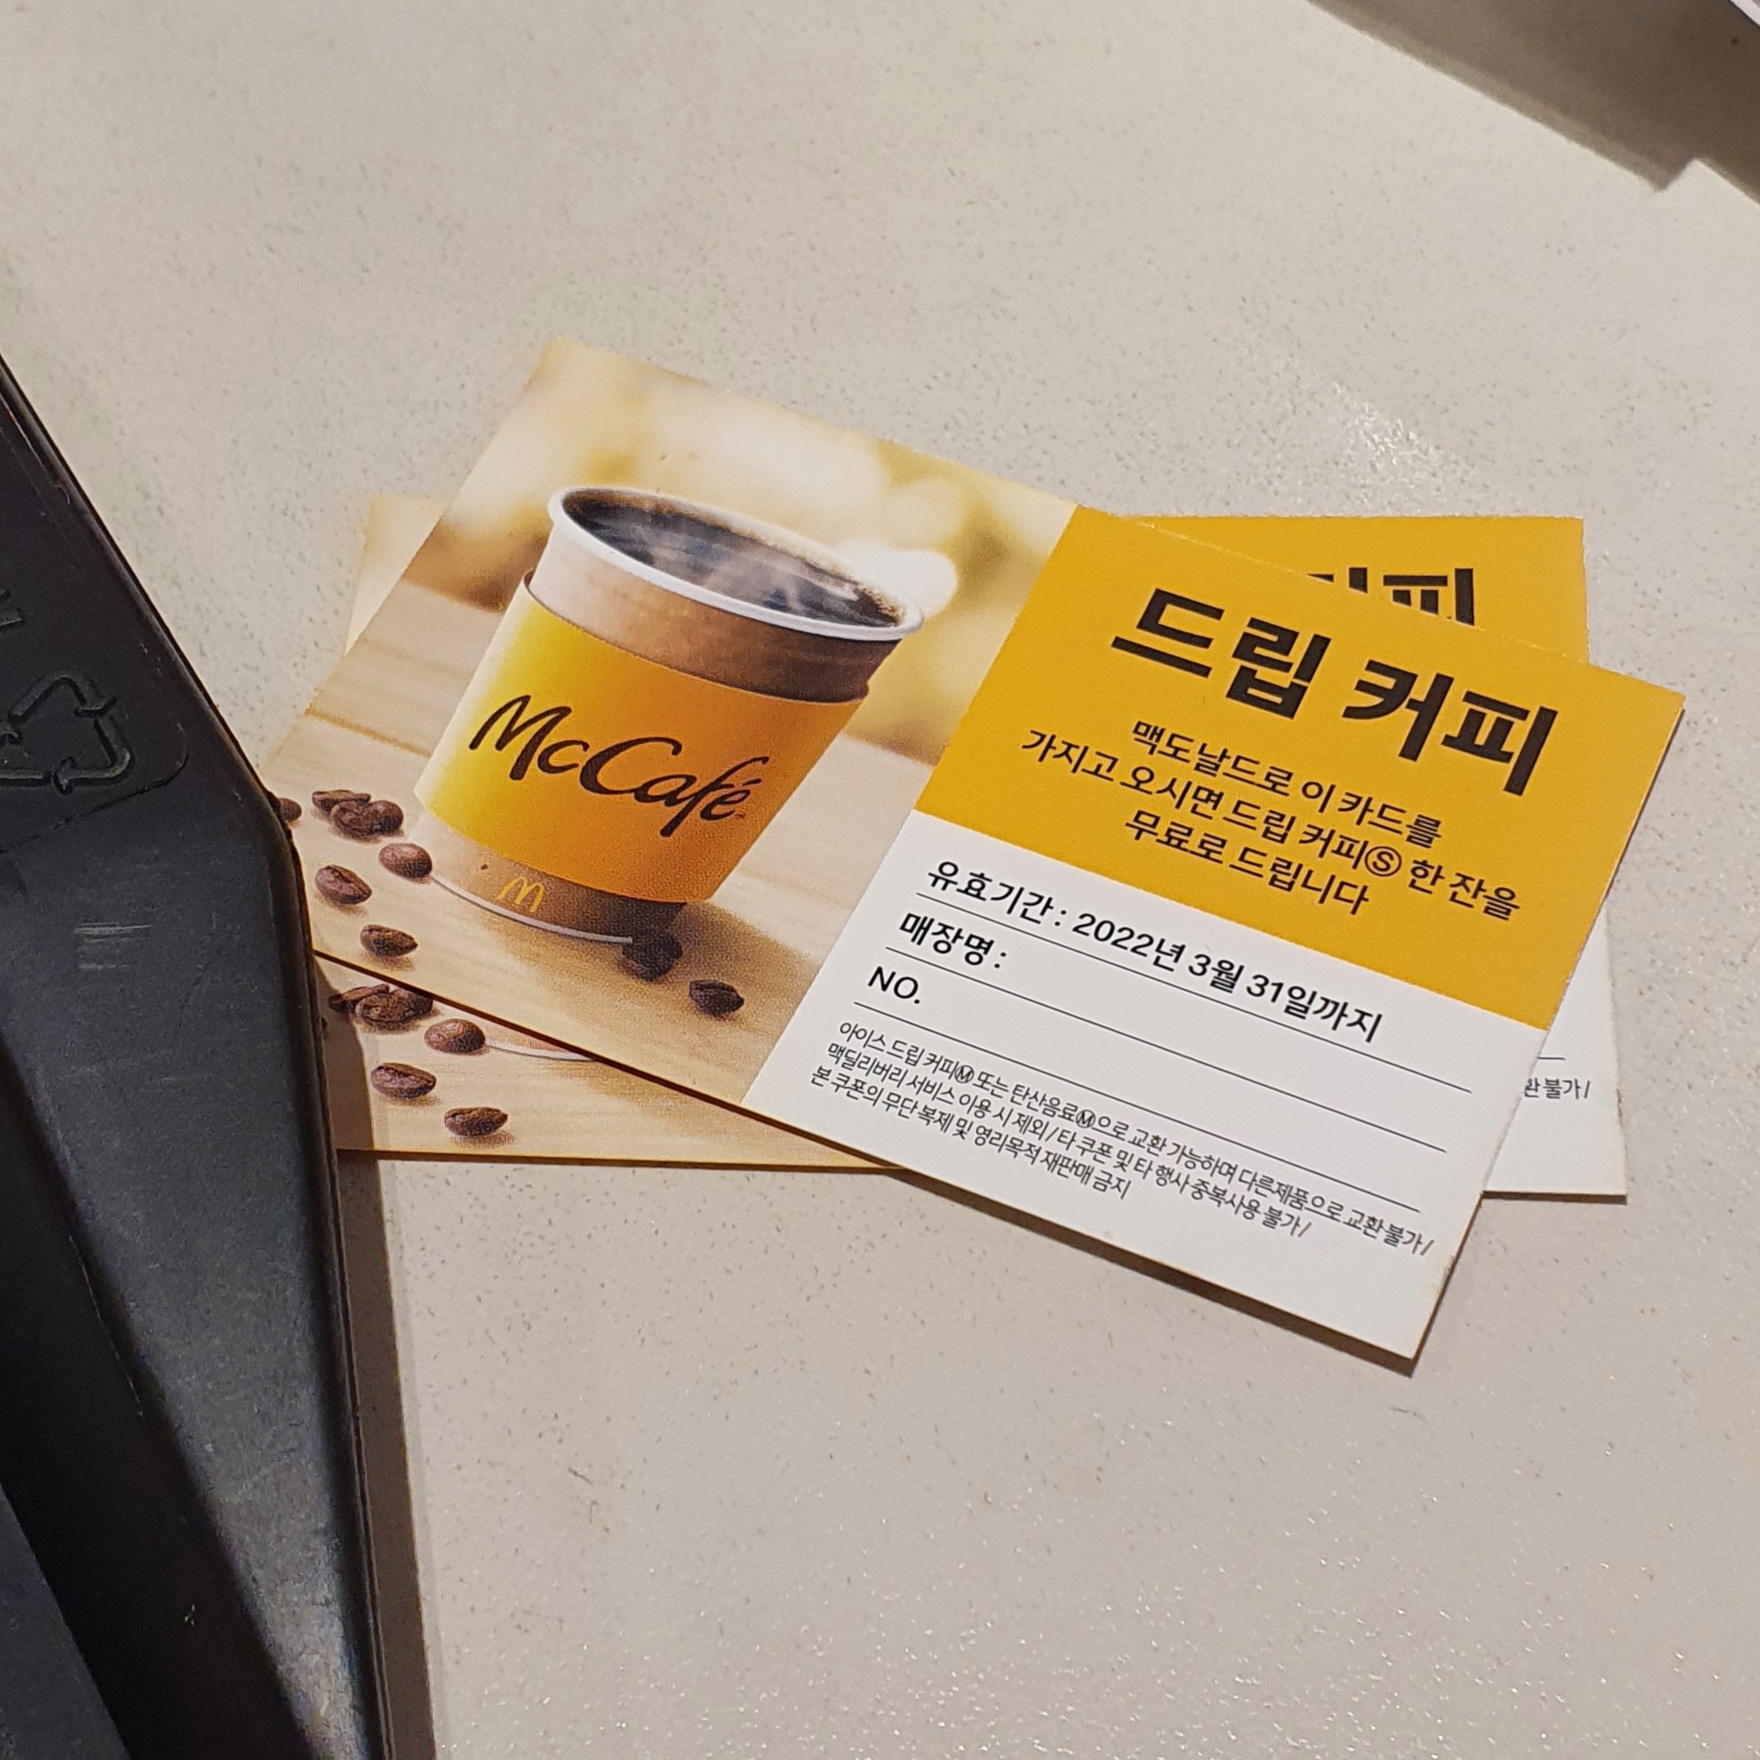 McCafé
드립 커피
맥도날드로 이 카드를
가지고 오시면 드립 커피Ⓢ 한 잔을
무료로 드립니다
유효기간 : 2022년 3월 31일까지
매장명 :
NO.
아이스 드립 커피Ⓜ 또는 탄산음료Ⓜ으로 교환 가능하며 다른제품으로 교환 불가 /
맥딜리버리 서비스 이용 시 제외 / 타 쿠폰 및 타 행사 중복사용 불가 /
본 쿠폰의 무단 복제 및 영리목적 재판매 금지
커피
환 불가 /